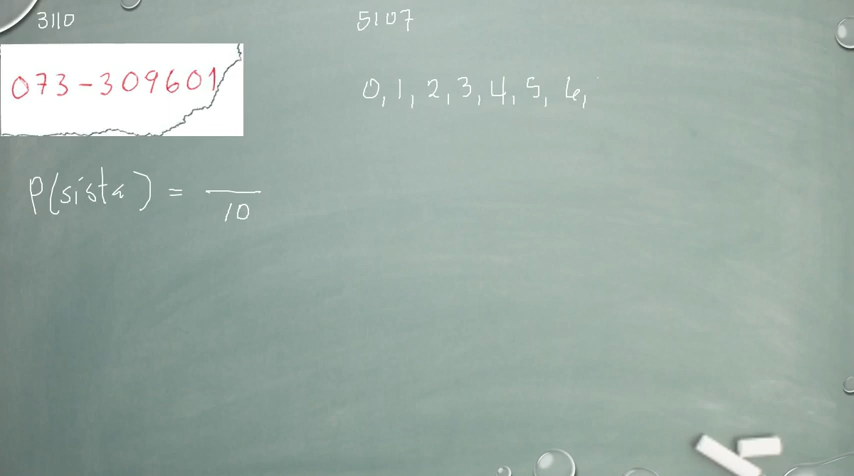 3110
5107
073-309601
0, 1, 2, 3, 4, 5, 6,
P(sista) = —
10